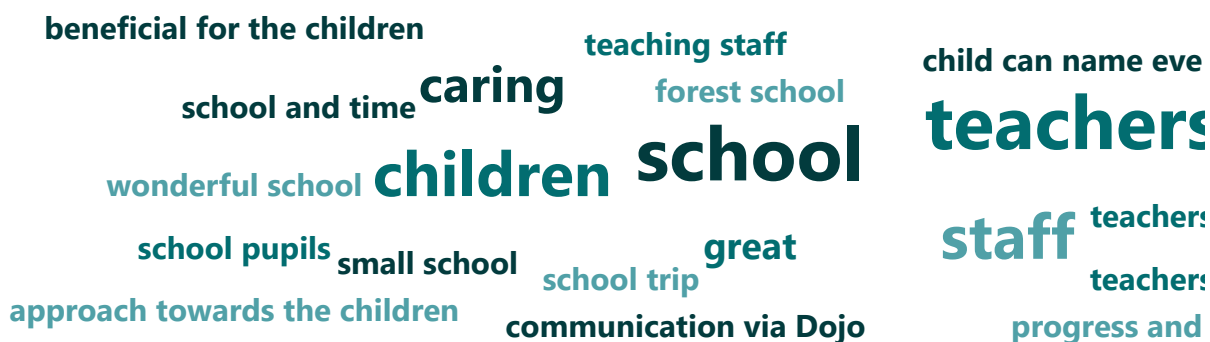 beneficial for the children
teaching staff
child can name eve
caring
school and time
forest school
teachers
school
children
wonderful school
staff
teachers
school pupils
small school
great
school trip
teachers
approach towards the children
communication via Dojo
progress and